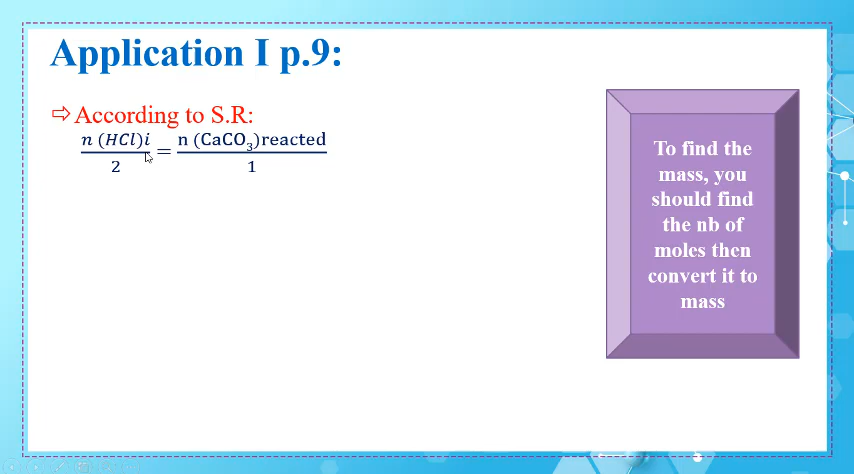 Application I p.9:
⇨ According to S.R:
n (HCl)i / 2 = n (CaCO₃)reacted / 1
To find the
mass, you
should find
the nb of
moles then
convert it to
mass